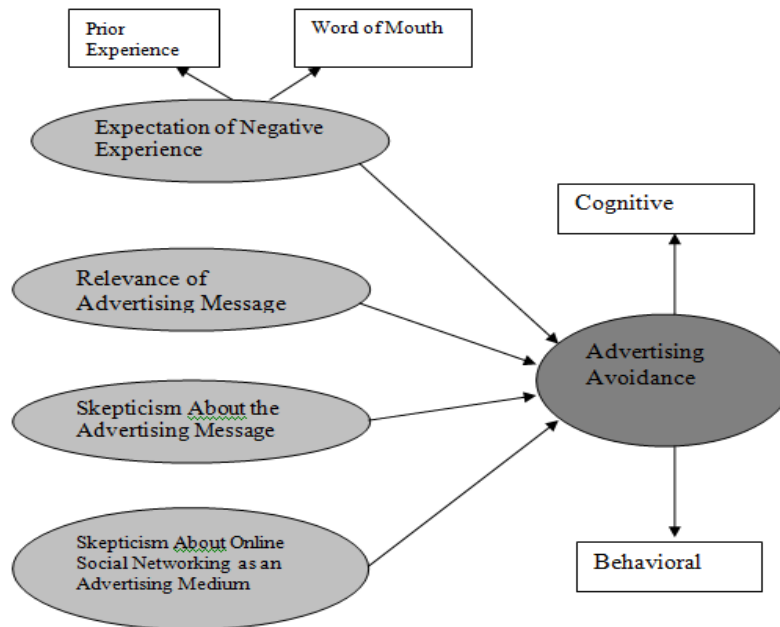 Prior
Experience
Word of Mouth
Expectation of Negative
Experience
Cognitive
Relevance of
Advertising Message
Advertising
Avoidance
Skepticism About the
Advertising Message
Skepticism About Online
Social Networking as an
Advertising Medium
Behavioral